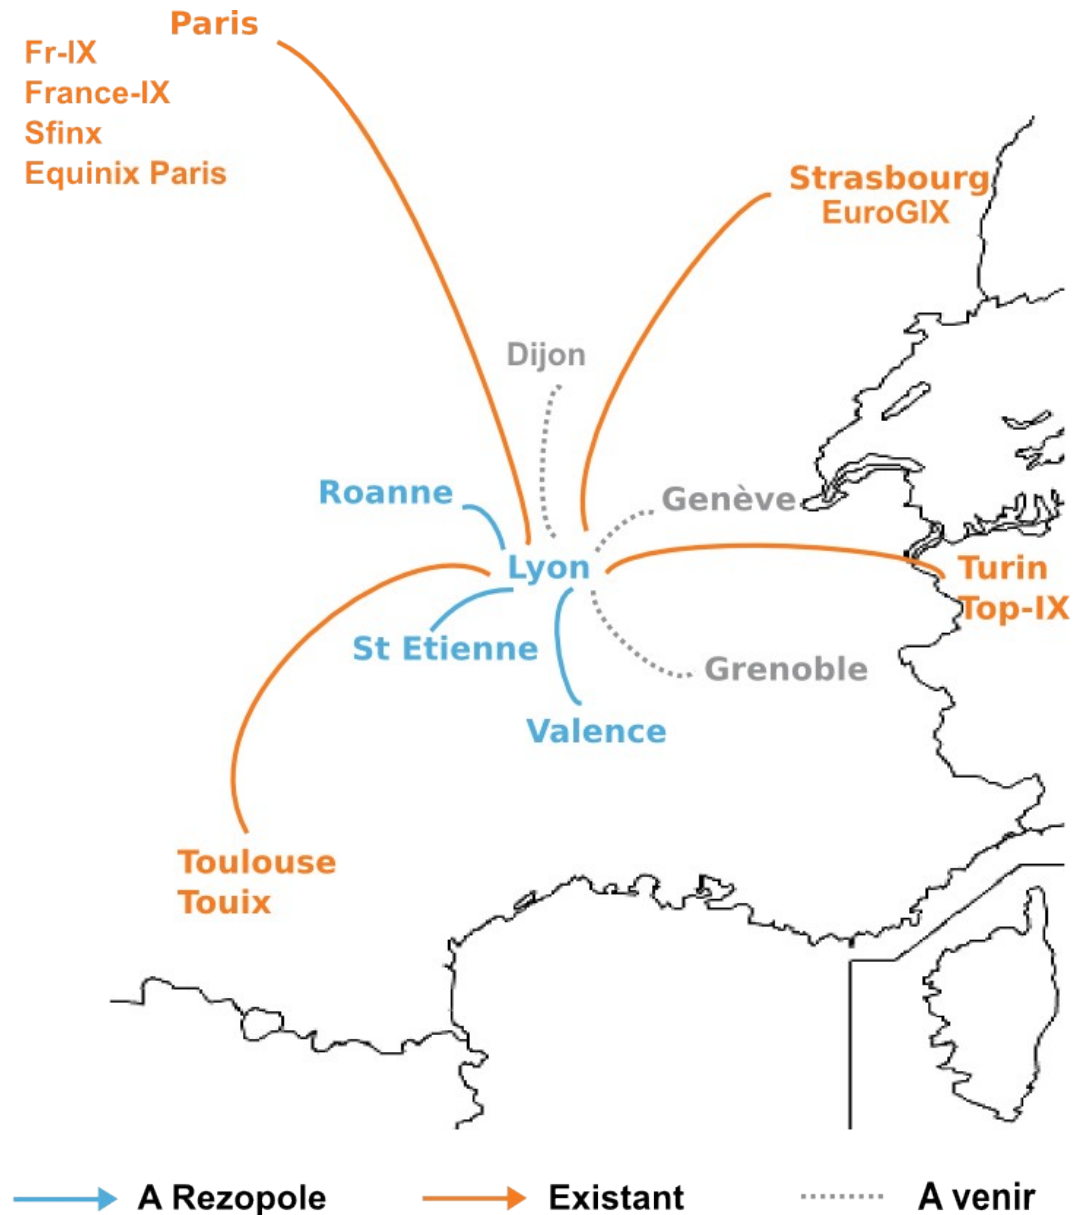 Paris
Fr-IX
France-IX
Sfinx
Equinix Paris
Strasbourg
EuroGIX
Dijon
Roanne
Genève
Lyon
Turin
Top-IX
St Etienne
Grenoble
Valence
Toulouse
Touix
A Rezopole
Existant
A venir